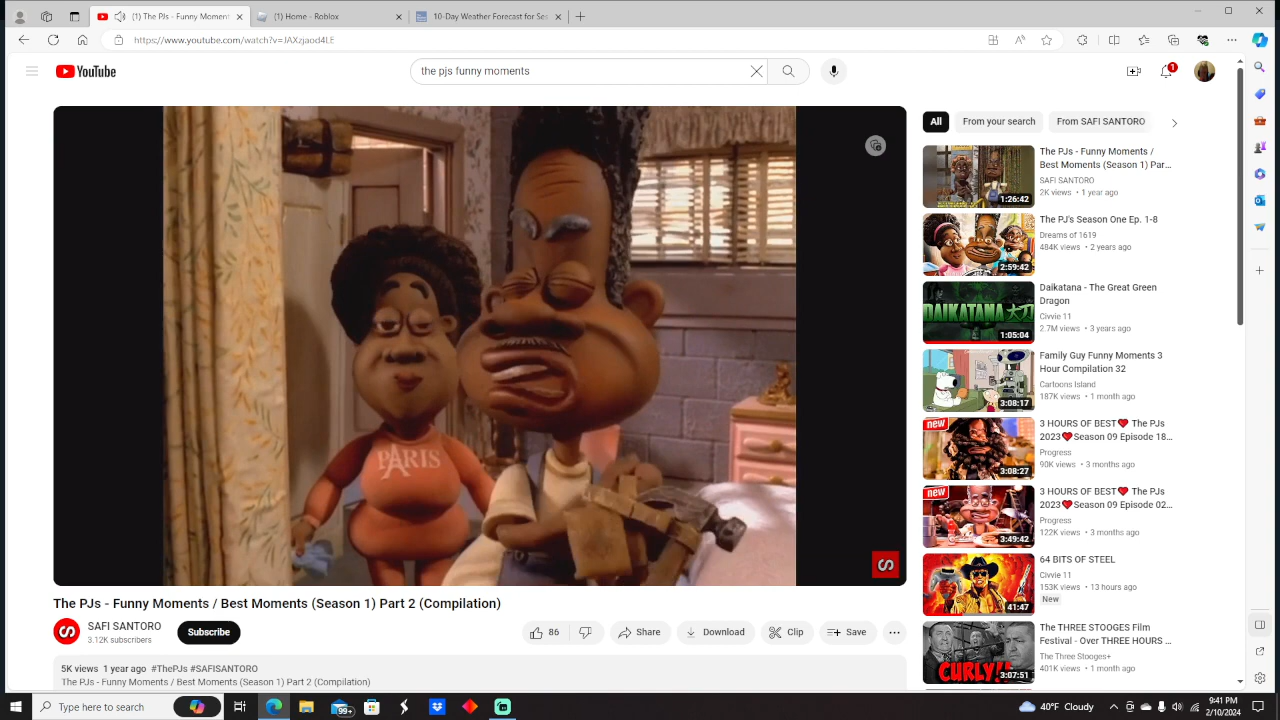 (1) The PJs - Funny Moment
(1) Home - Roblox
10-Day Weather Forecast for Se
https://www.youtube.com/watch?v=JAXzjaod4LE
YouTube
the pjs funny moments
1
PARIS
All
From your search
From SAFI SANTORO
The PJs - Funny Moments /
Best Moments (Season 1) Par...
SAFI SANTORO
2K views • 1 year ago
1:26:42
The PJ's Season One Ep. 1-8
Dreams of 1619
484K views • 2 years ago
2:59:42
Daikatana - The Great Green
Dragon
Civvie 11
2.7M views • 3 years ago
DAIKATANA 大刀
1:05:04
Family Guy Funny Moments 3
Hour Compilation 32
Cartoons Island
187K views • 1 month ago
3:08:17
new
3 HOURS OF BEST❤️ The PJs
2023❤️Season 09 Episode 18...
Progress
90K views • 3 months ago
3:08:27
new
3 HOURS OF BEST❤️ The PJs
2023❤️Season 09 Episode 02...
Progress
122K views • 3 months ago
3:49:42
64 BITS OF STEEL
Civvie 11
153K views • 13 hours ago
New
41:47
The THREE STOOGES Film
Festival - Over THREE HOURS ...
The Three Stooges+
401K views • 1 month ago
CURLY!!
3:07:51
The PJs - Funny Moments / Best Moments (Season 1) Part 2 (Compilation)
SAFI SANTORO
3.12K subscribers
Subscribe
86
Share
Download
Clip
Save
5K views 1 year ago #ThePJs #SAFISANTORO
The PJs - Funny Moments / Best Moments (Season 1) Part 2 (Compilation)
Type here to search
99+
40°F Cloudy
9:41 PM
2/10/2024